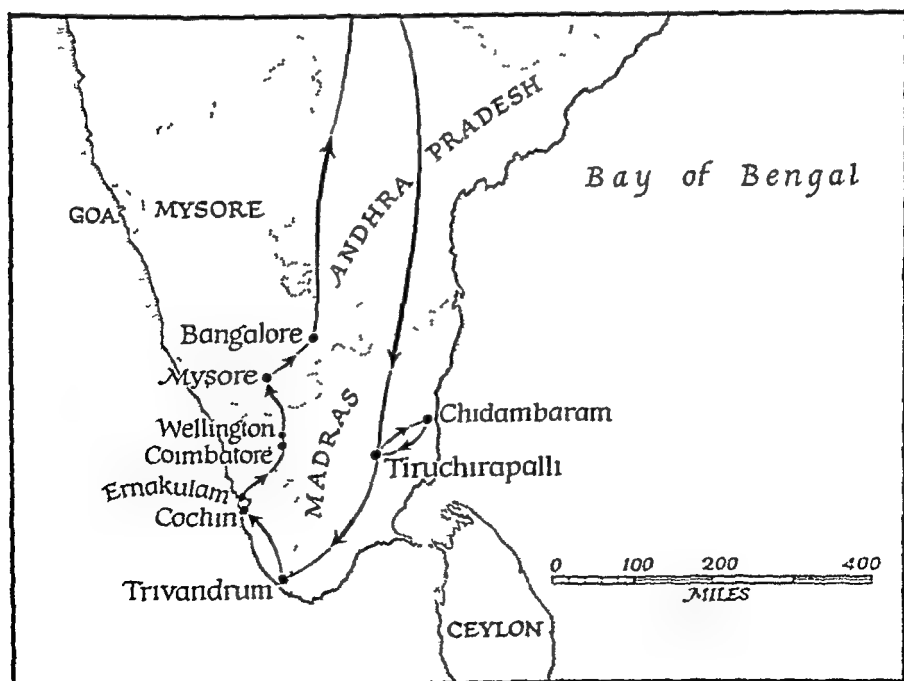 ANDHRA PRADESH
Bay of Bengal
GOA
MYSORE
Bangalore
Mysore
MADRAS
Chidambaram
Wellington
Coimbatore
Tiruchirapalli
Ernakulam
Cochin
Trivandrum
0 100 200 400
MILES
CEYLON